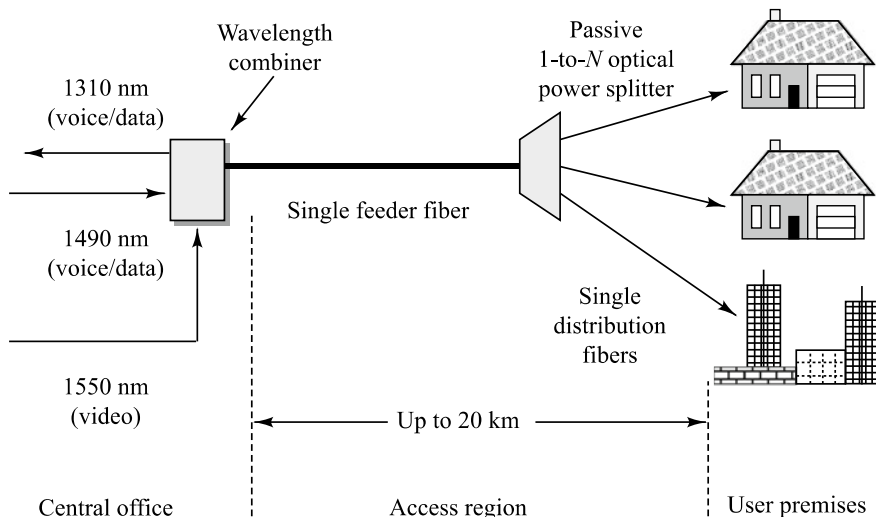 Wavelength
combiner
Passive
1-to-N optical
power splitter
1310 nm
(voice/data)
Single feeder fiber
1490 nm
(voice/data)
Single
distribution
fibers
1550 nm
(video)
Up to 20 km
Central office
Access region
User premises